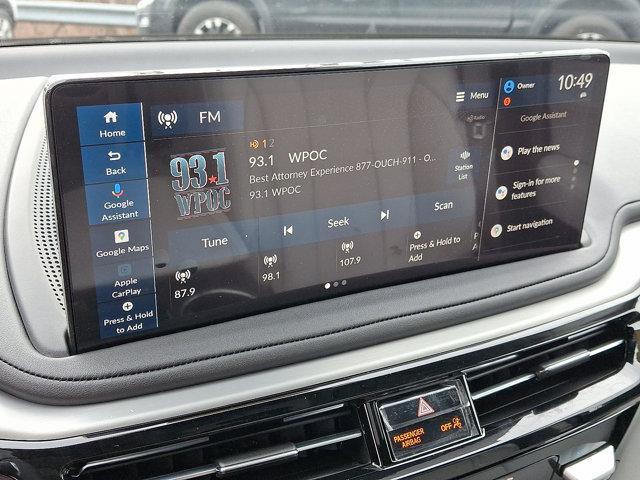 Home
Back
Google
Assistant
Google Maps
Apple
CarPlay
Press & Hold
to Add
FM
93.1
WPOC
1 2
93.1 WPOC
Best Attorney Experience 877-OUCH-911 - O...
93.1 WPOC
Tune
Seek
Scan
87.9
98.1
107.9
Press & Hold to
Add
Menu
Radio
Station
List
Owner
10:49
Google Assistant
Play the news
Sign-in for more
features
Start navigation
PASSENGER
AIRBAG
OFF